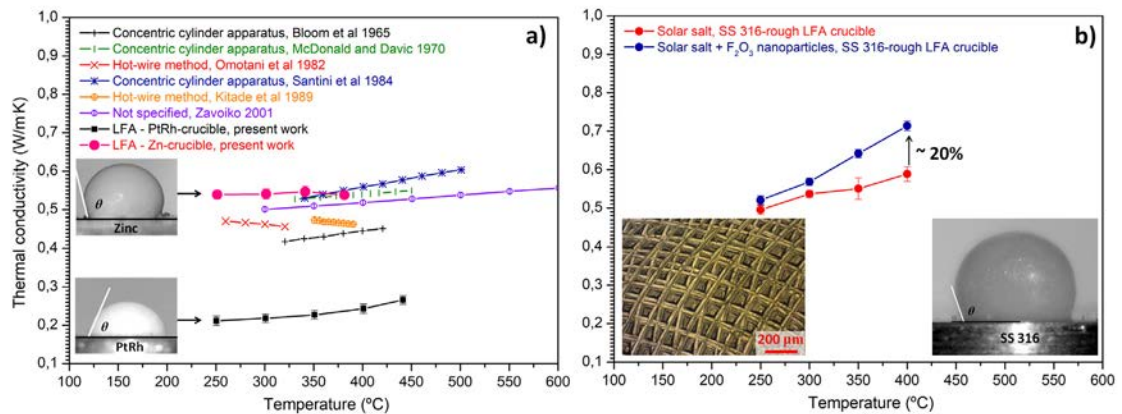 a)
Concentric cylinder apparatus, Bloom et al 1965
Concentric cylinder apparatus, McDonald and Davic 1970
Hot-wire method, Omotani et al 1982
Concentric cylinder apparatus, Santini et al 1984
Hot-wire method, Kitade et al 1989
Not specified, Zavoiko 2001
LFA - PtRh-crucible, present work
LFA - Zn-crucible, present work
Thermal conductivity (W/m K)
1,0
0,9
0,8
0,7
0,6
0,5
0,4
0,3
0,2
0,1
θ
Zinc
θ
PtRh
100 150 200 250 300 350 400 450 500 550 600
Temperature (ºC)
b)
Solar salt, SS 316-rough LFA crucible
Solar salt + F2O3 nanoparticles, SS 316-rough LFA crucible
~ 20%
1,0
0,9
0,8
0,7
0,6
0,5
0,4
0,3
0,2
0,1
200 µm
θ
SS 316
100 150 200 250 300 350 400 450 500 550 600
Temperature (ºC)